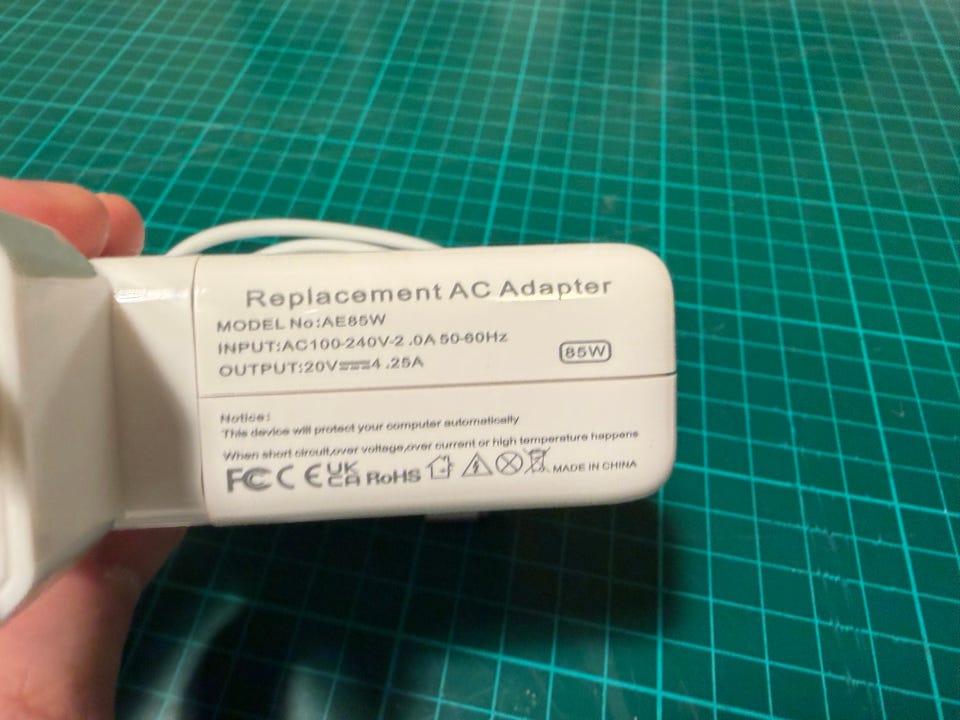 Replacement AC Adapter
MODEL No:AE85W
INPUT:AC100-240V-2.0A 50-60Hz
OUTPUT:20V⎓4.25A
85W
Notice:
This device will protect your computer automatically
When short circuit,over voltage,over current or high temperature happens
FC CE UKCA RoHS MADE IN CHINA